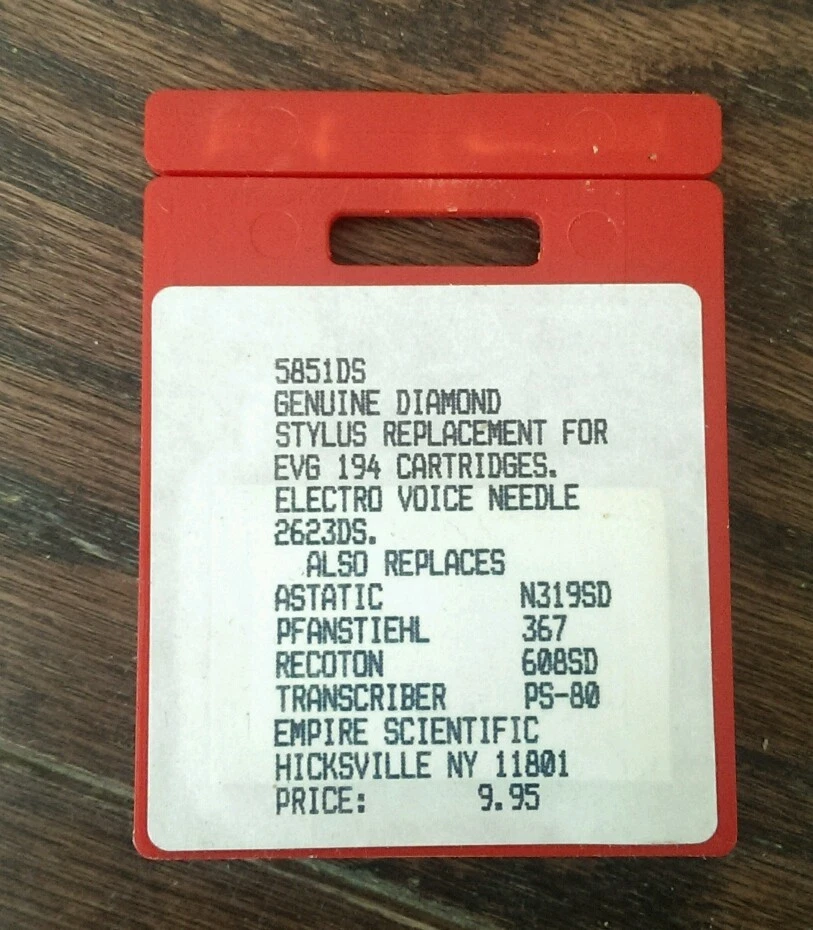 5851DS
GENUINE DIAMOND
STYLUS REPLACEMENT FOR
EVG 194 CARTRIDGES.
ELECTRO VOICE NEEDLE
2623DS.
ALSO REPLACES
ASTATIC N319SD
PFANSTIEHL 367
RECOTON 608SD
TRANSCRIBER PS-80
EMPIRE SCIENTIFIC
HICKSVILLE NY 11801
PRICE: 9.95